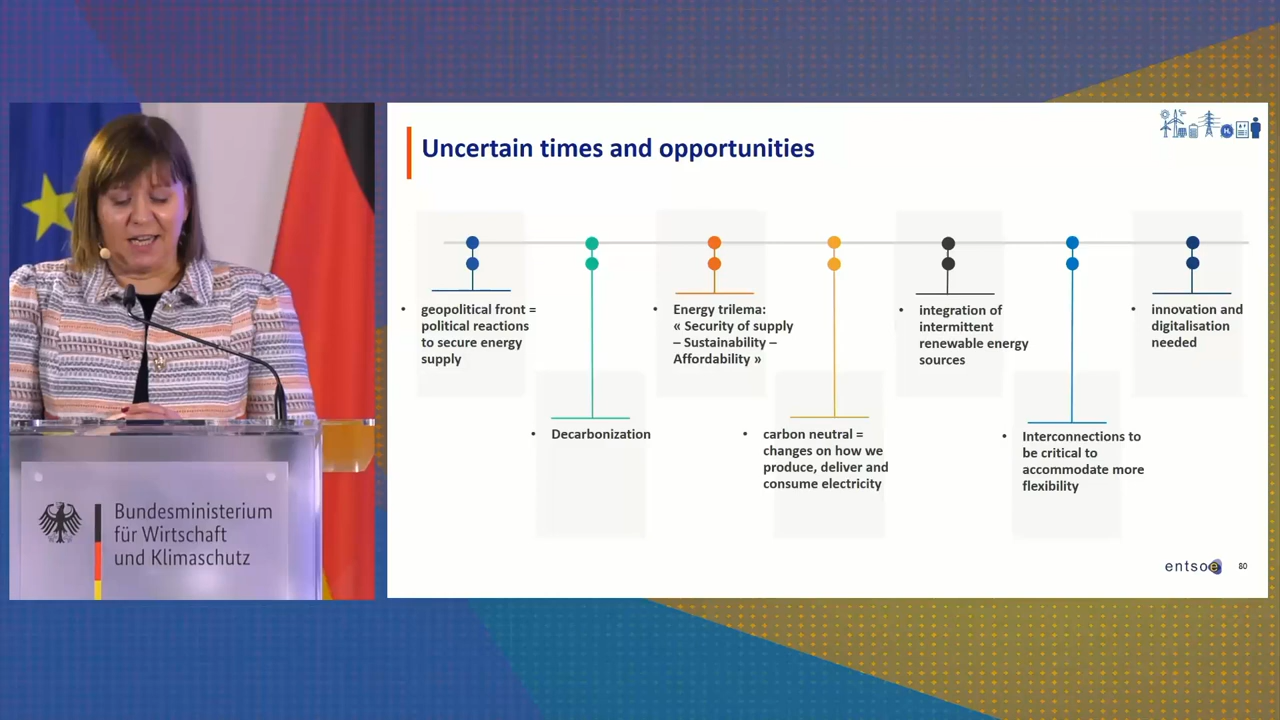 Uncertain times and opportunities
• geopolitical front =
political reactions
to secure energy
supply
• Decarbonization
• Energy trilema:
« Security of supply
– Sustainability –
Affordability »
• carbon neutral =
changes on how we
produce, deliver and
consume electricity
• integration of
intermittent
renewable energy
sources
• Interconnections to
be critical to
accommodate more
flexibility
• innovation and
digitalisation
needed
entsoe
80
Bundesministerium
für Wirtschaft
und Klimaschutz